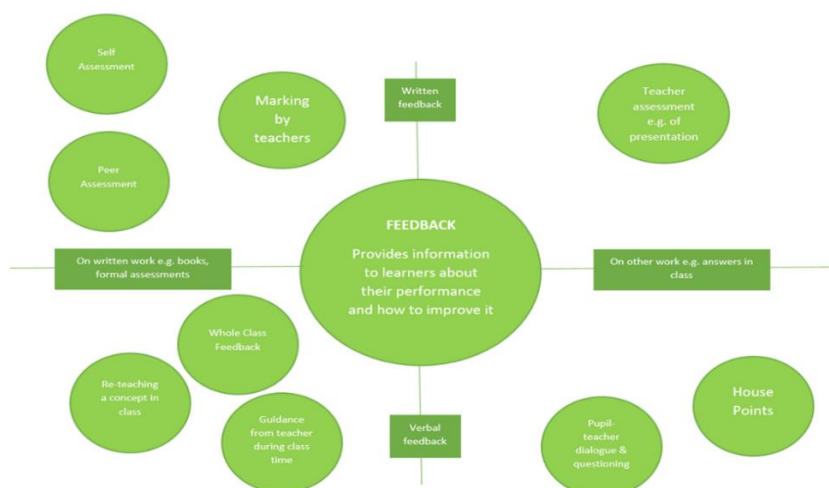 Self
Assessment
Marking
by
teachers
Written
feedback
Teacher
assessment
e.g. of
presentation
Peer
Assessment
FEEDBACK
Provides information
to learners about
their performance
and how to improve it
On written work e.g. books,
formal assessments
On other work e.g. answers in
class
Whole Class
Feedback
Re-teaching
a concept in
class
Guidance
from teacher
during class
time
Verbal
feedback
Pupil-
teacher
dialogue &
questioning
House
Points